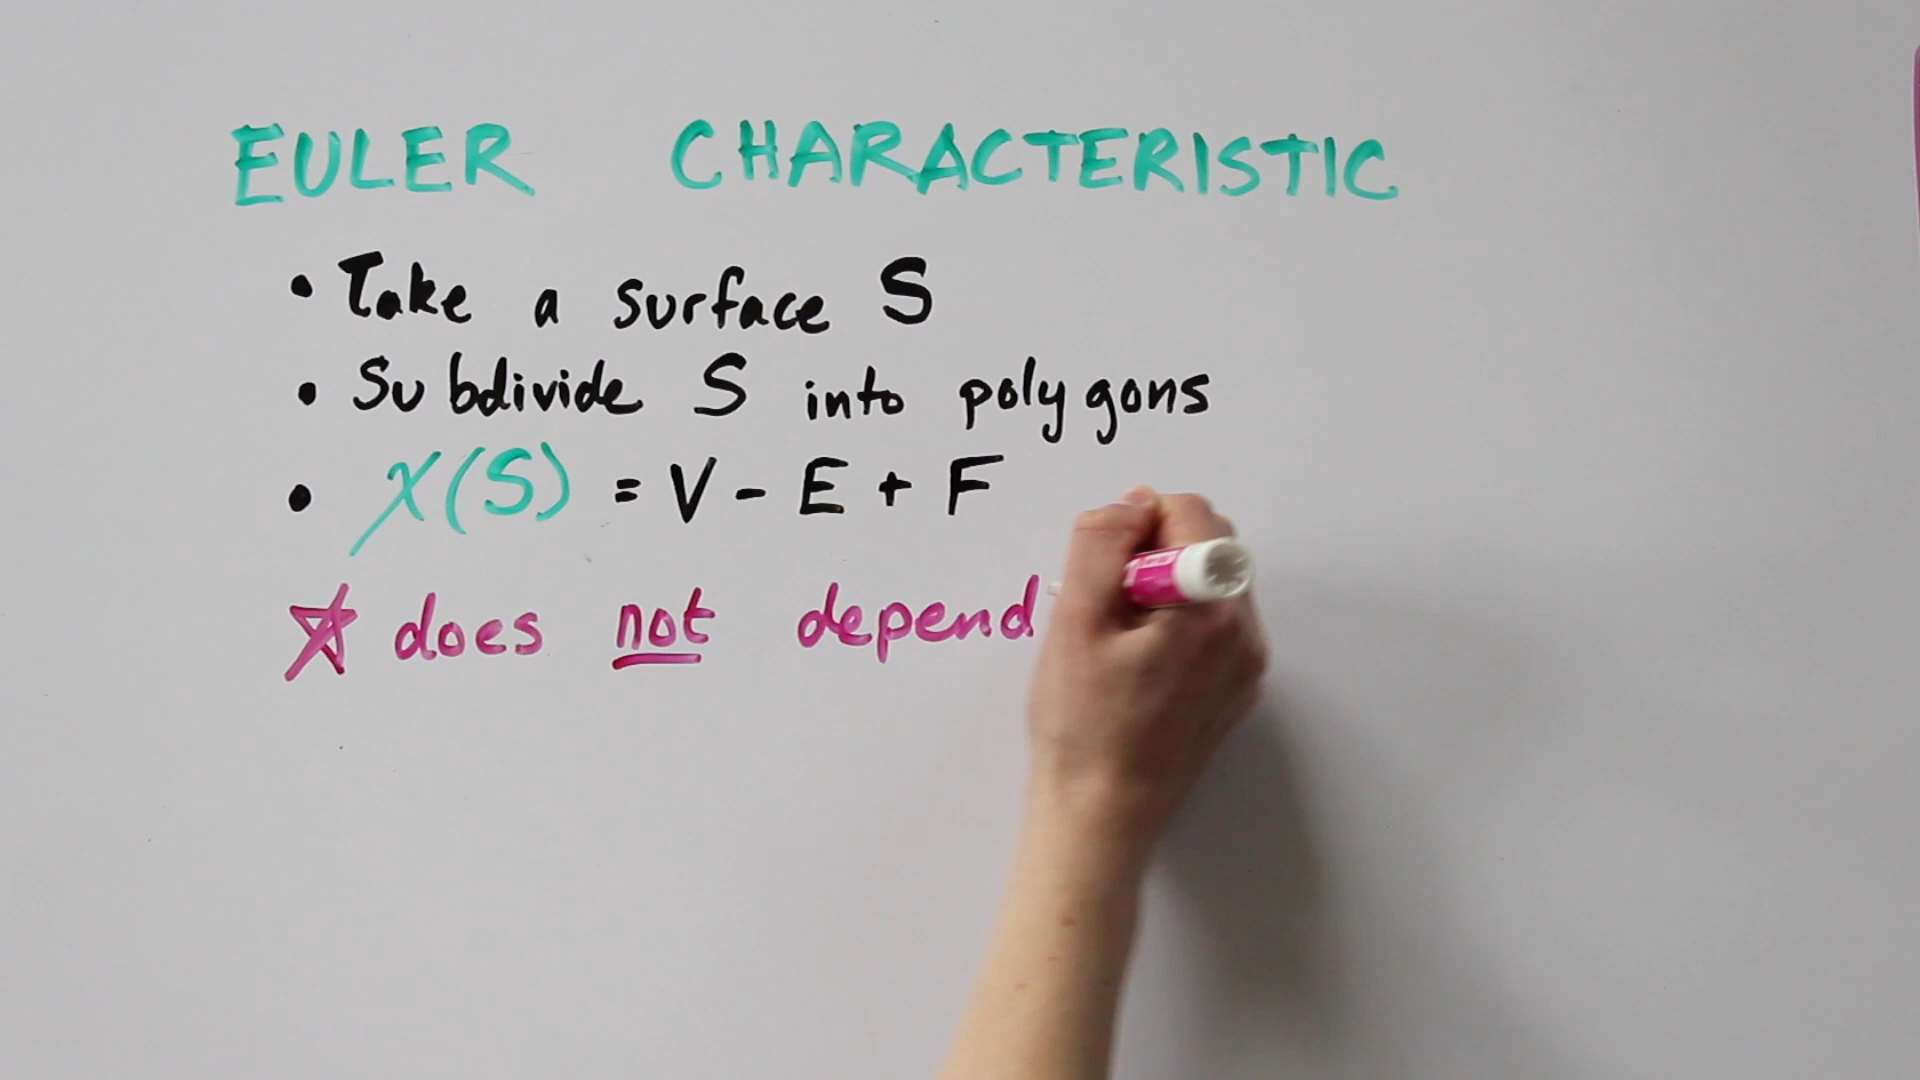 EULER CHARACTERISTIC
• Take a surface S
• Subdivide S into polygons
• χ(S) = V - E + F
☆ does not depend